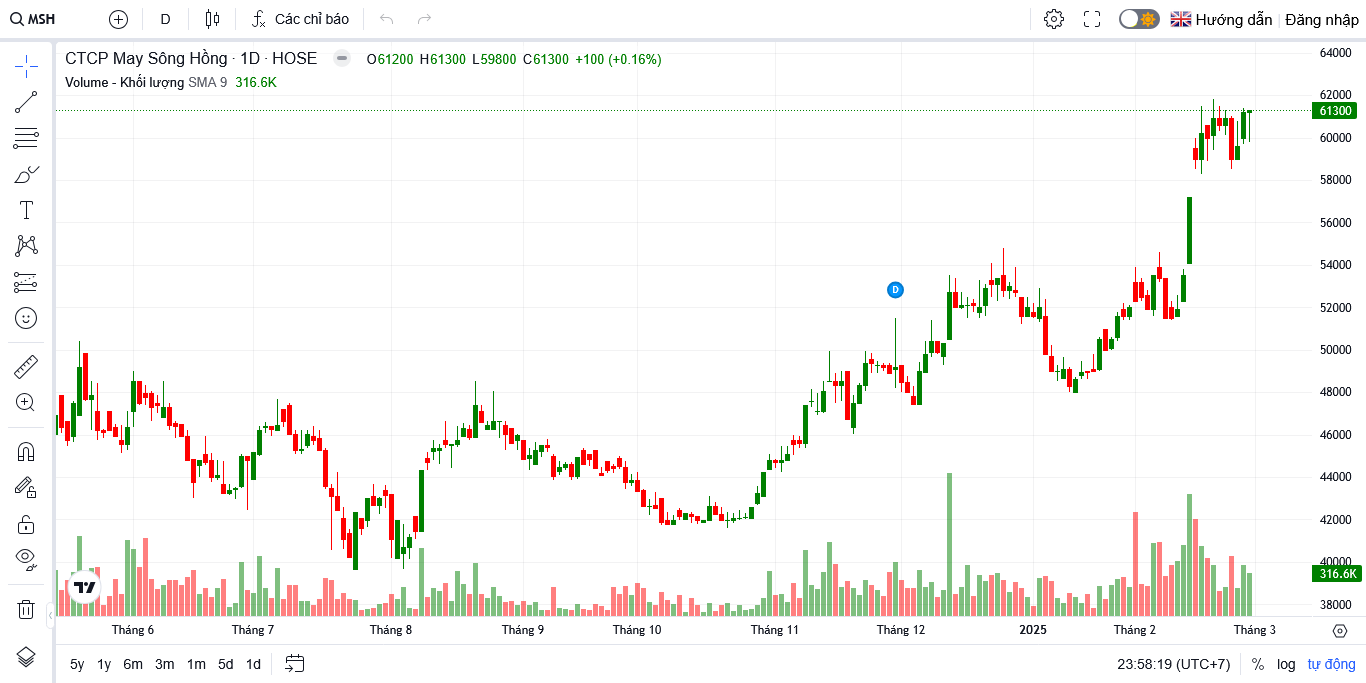 MSH D Các chỉ báo Hướng dẫn Đăng nhập
CTCP May Sông Hồng · 1D · HOSE O61200 H61300 L59800 C61300 +100 (+0.16%)
Volume - Khối lượng SMA 9 316.6K
64000
62000
61300
60000
58000
56000
54000
D
52000
50000
48000
46000
44000
42000
40000
316.6K
38000
Tháng 6 Tháng 7 Tháng 8 Tháng 9 Tháng 10 Tháng 11 Tháng 12 2025 Tháng 2 Tháng 3
5y 1y 6m 3m 1m 5d 1d 23:58:19 (UTC+7) % log tự động